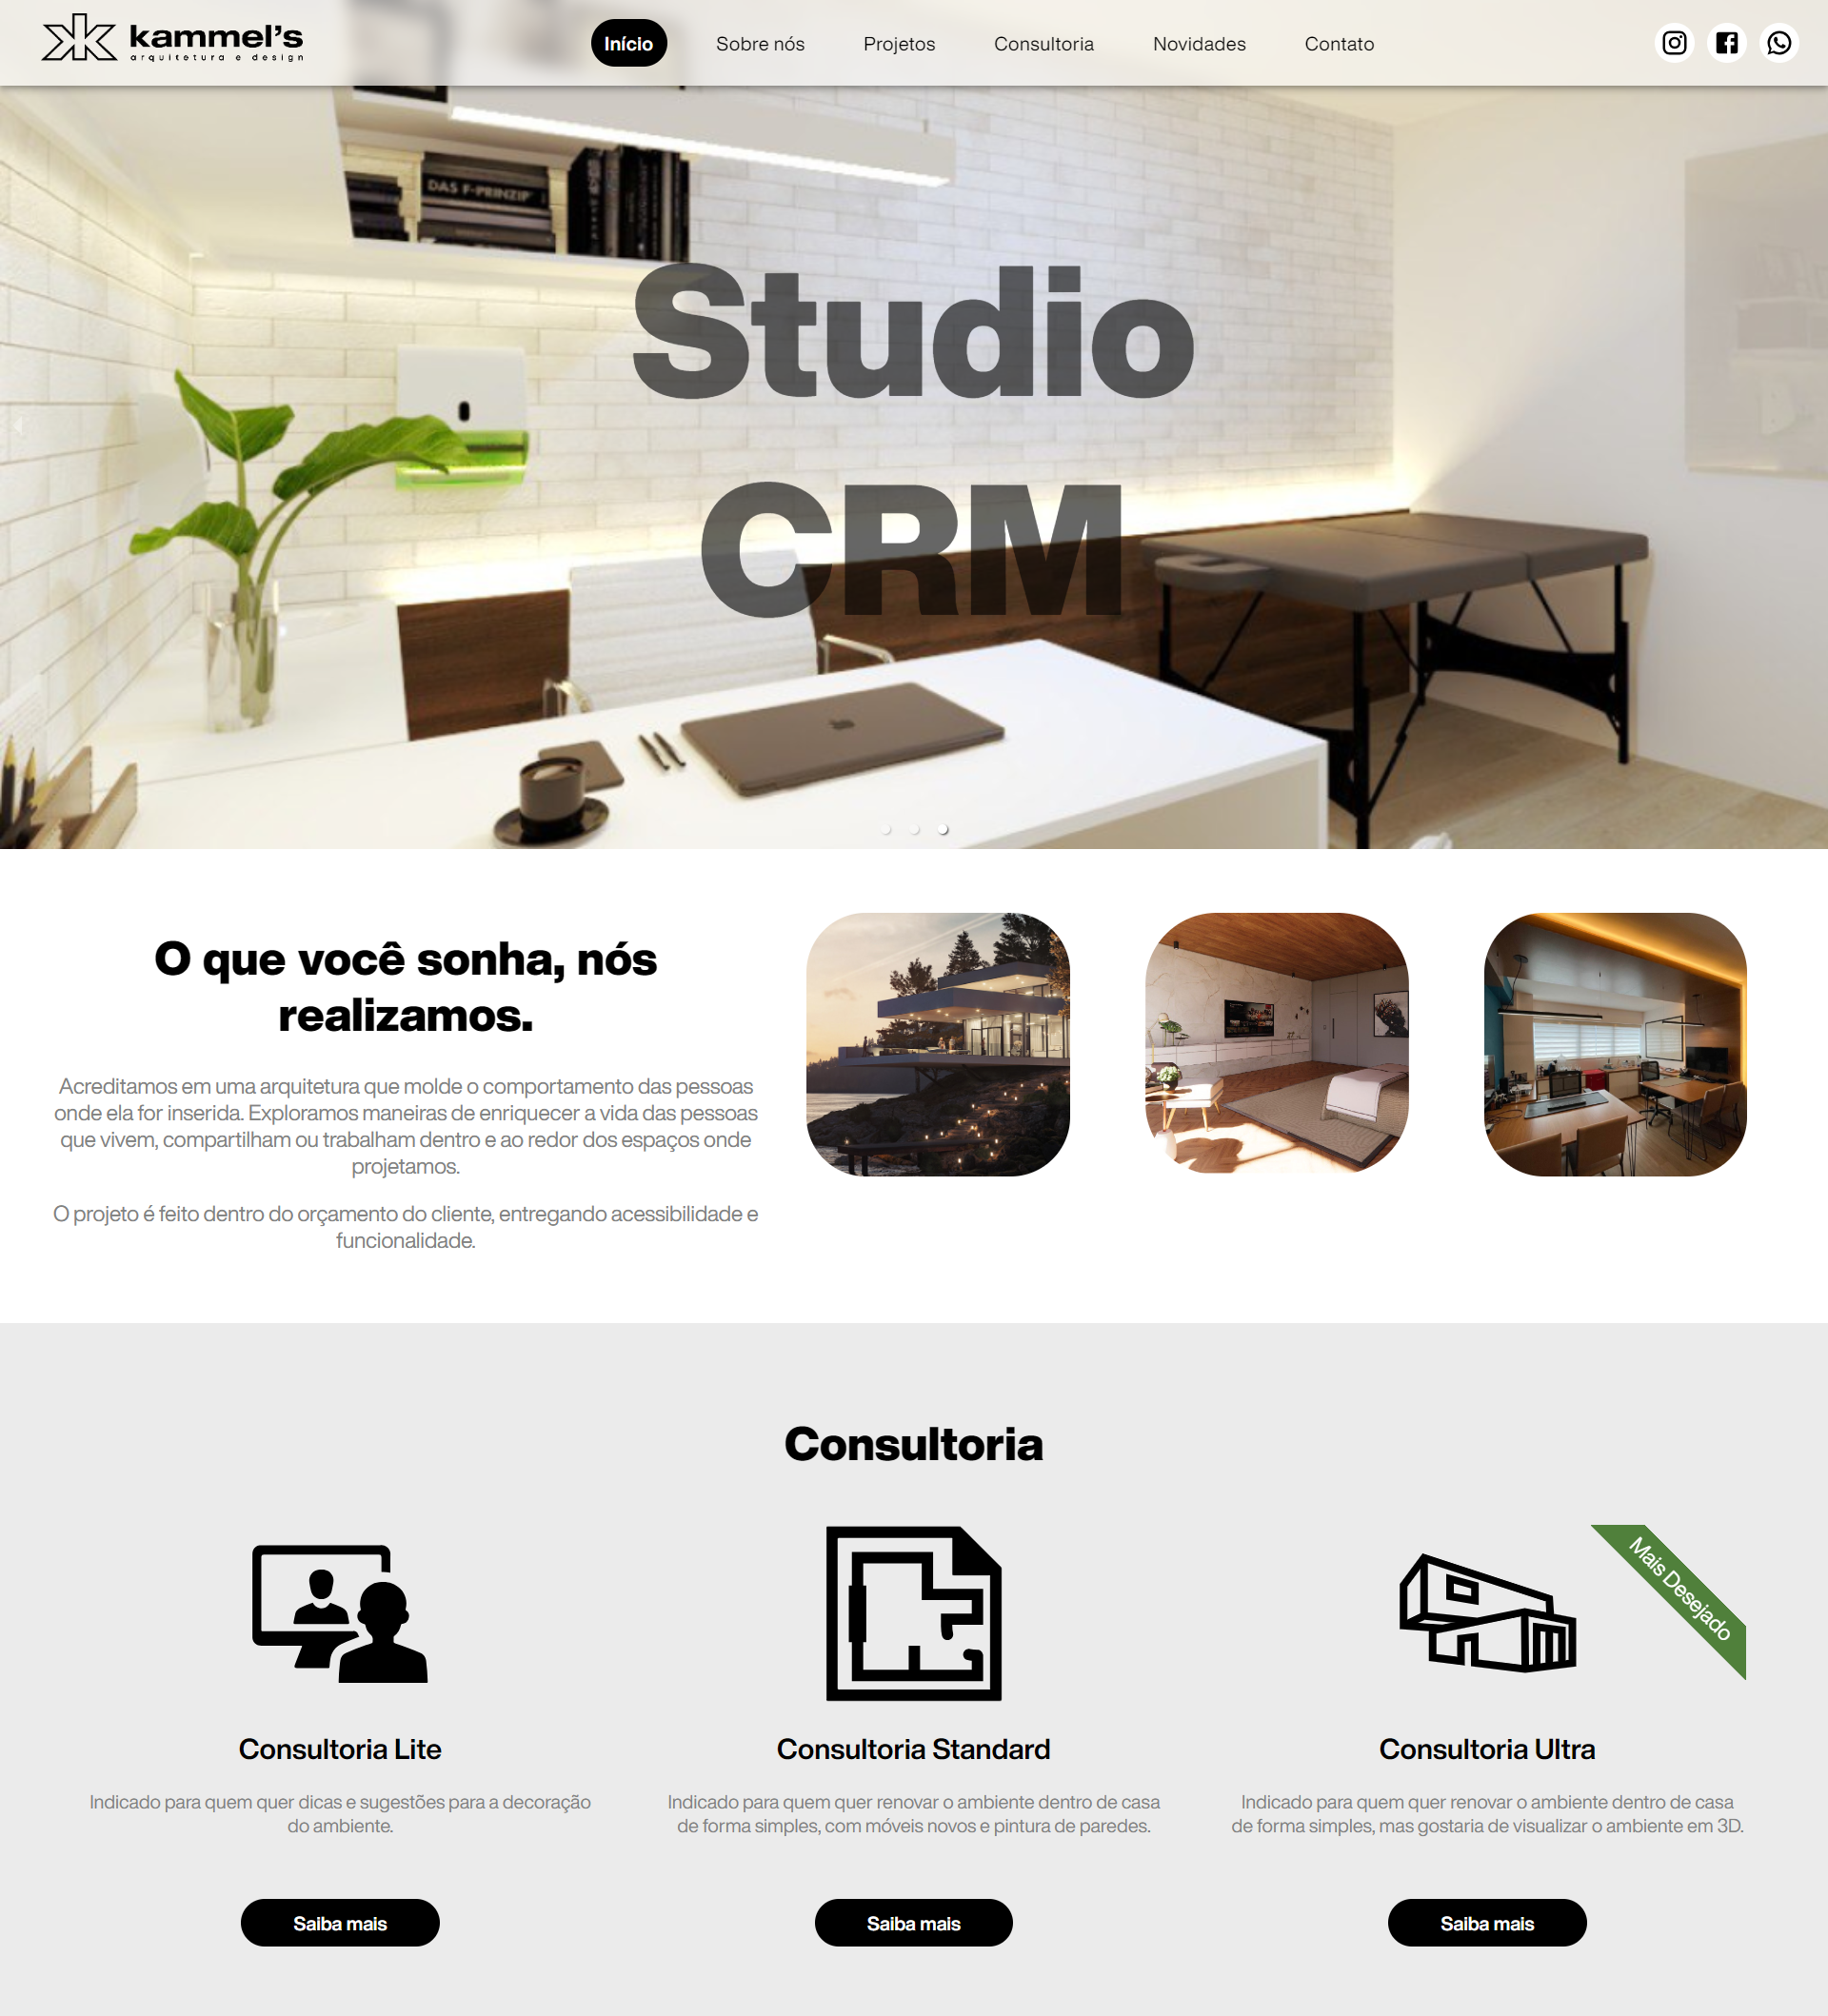 kammel's
arquitetura e design
Início
Sobre nós
Projetos
Consultoria
Novidades
Contato
DAS F-PRINZIP
Studio
CRM
O que você sonha, nós
realizamos.
Acreditamos em uma arquitetura que molde o comportamento das pessoas
onde ela for inserida. Exploramos maneiras de enriquecer a vida das pessoas
que vivem, compartilham ou trabalham dentro e ao redor dos espaços onde
projetamos.
O projeto é feito dentro do orçamento do cliente, entregando acessibilidade e
funcionalidade.
Consultoria
Mais Desejado
Consultoria Lite
Indicado para quem quer dicas e sugestões para a decoração
do ambiente.
Saiba mais
Consultoria Standard
Indicado para quem quer renovar o ambiente dentro de casa
de forma simples, com móveis novos e pintura de paredes.
Saiba mais
Consultoria Ultra
Indicado para quem quer renovar o ambiente dentro de casa
de forma simples, mas gostaria de visualizar o ambiente em 3D.
Saiba mais